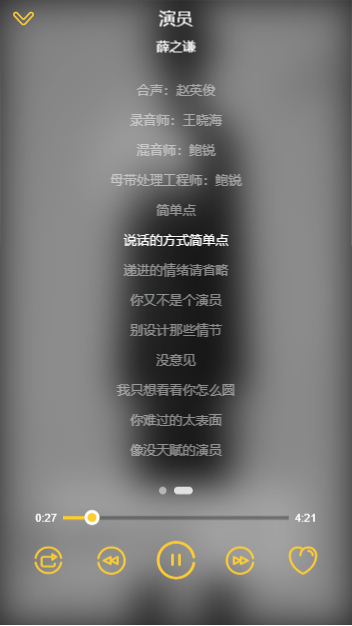 演员
薛之谦
合声：赵英俊
录音师：王晓海
混音师：鲍锐
母带处理工程师：鲍锐
简单点
说话的方式简单点
递进的情绪请省略
你又不是个演员
别设计那些情节
没意见
我只想看看你怎么圆
你难过的太表面
像没天赋的演员
0:27 4:21